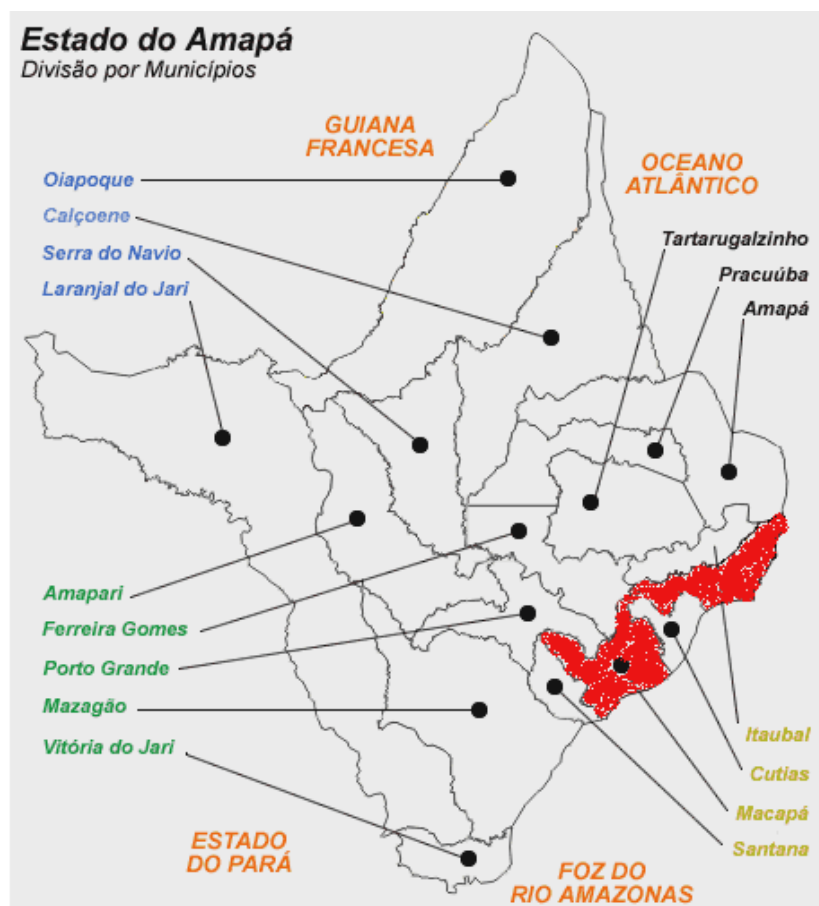 Estado do Amapá
Divisão por Municípios
GUIANA
FRANCESA
OCEANO
ATLÂNTICO
Oiapoque
Calçoene
Serra do Navio
Laranjal do Jari
Tartarugalzinho
Pracuúba
Amapá
Amapari
Ferreira Gomes
Porto Grande
Mazagão
Vitória do Jari
Itaubal
Cutias
Macapá
Santana
ESTADO
DO PARÁ
FOZ DO
RIO AMAZONAS